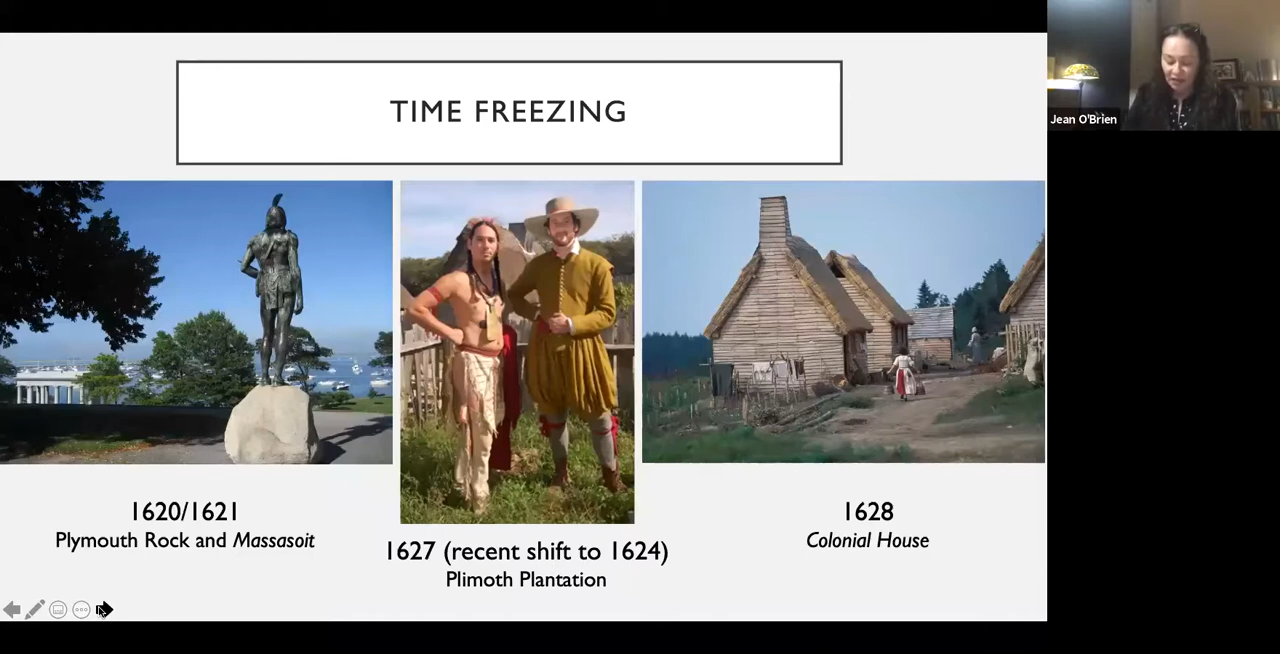 TIME FREEZING
Jean O'Brien
1620/1621
Plymouth Rock and Massasoit
1627 (recent shift to 1624)
Plimoth Plantation
1628
Colonial House